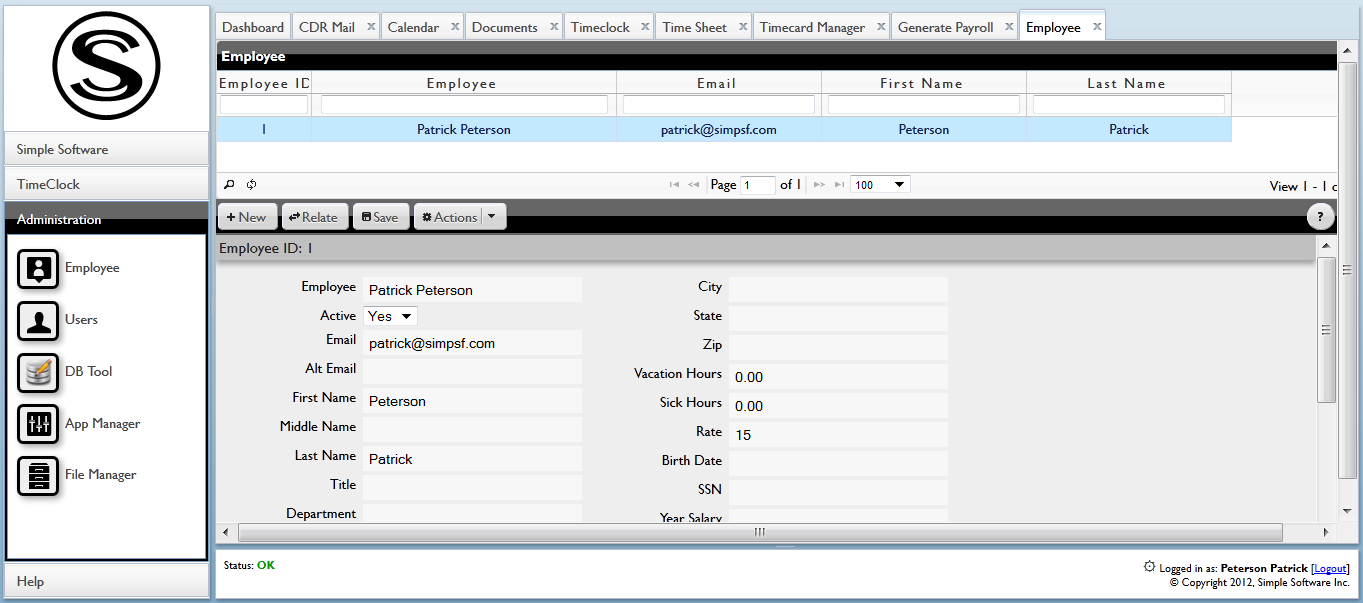 S
Simple Software
TimeClock
Administration
Employee
Users
DB Tool
App Manager
File Manager
Help
Dashboard CDR Mail x Calendar x Documents x Timeclock x Time Sheet x Timecard Manager x Generate Payroll x Employee x
Employee
Employee ID Employee Email First Name Last Name
1 Patrick Peterson patrick@simpsf.com Peterson Patrick
Page 1 of 1 100 View 1 - 1 o
+ New Relate Save Actions ?
Employee ID: 1
Employee Patrick Peterson
Active Yes
Email patrick@simpsf.com
Alt Email
First Name Peterson
Middle Name
Last Name Patrick
Title
Department
City
State
Zip
Vacation Hours 0.00
Sick Hours 0.00
Rate 15
Birth Date
SSN
Year Salary
Status: OK
Logged in as: Peterson Patrick [Logout]
© Copyright 2012, Simple Software Inc.